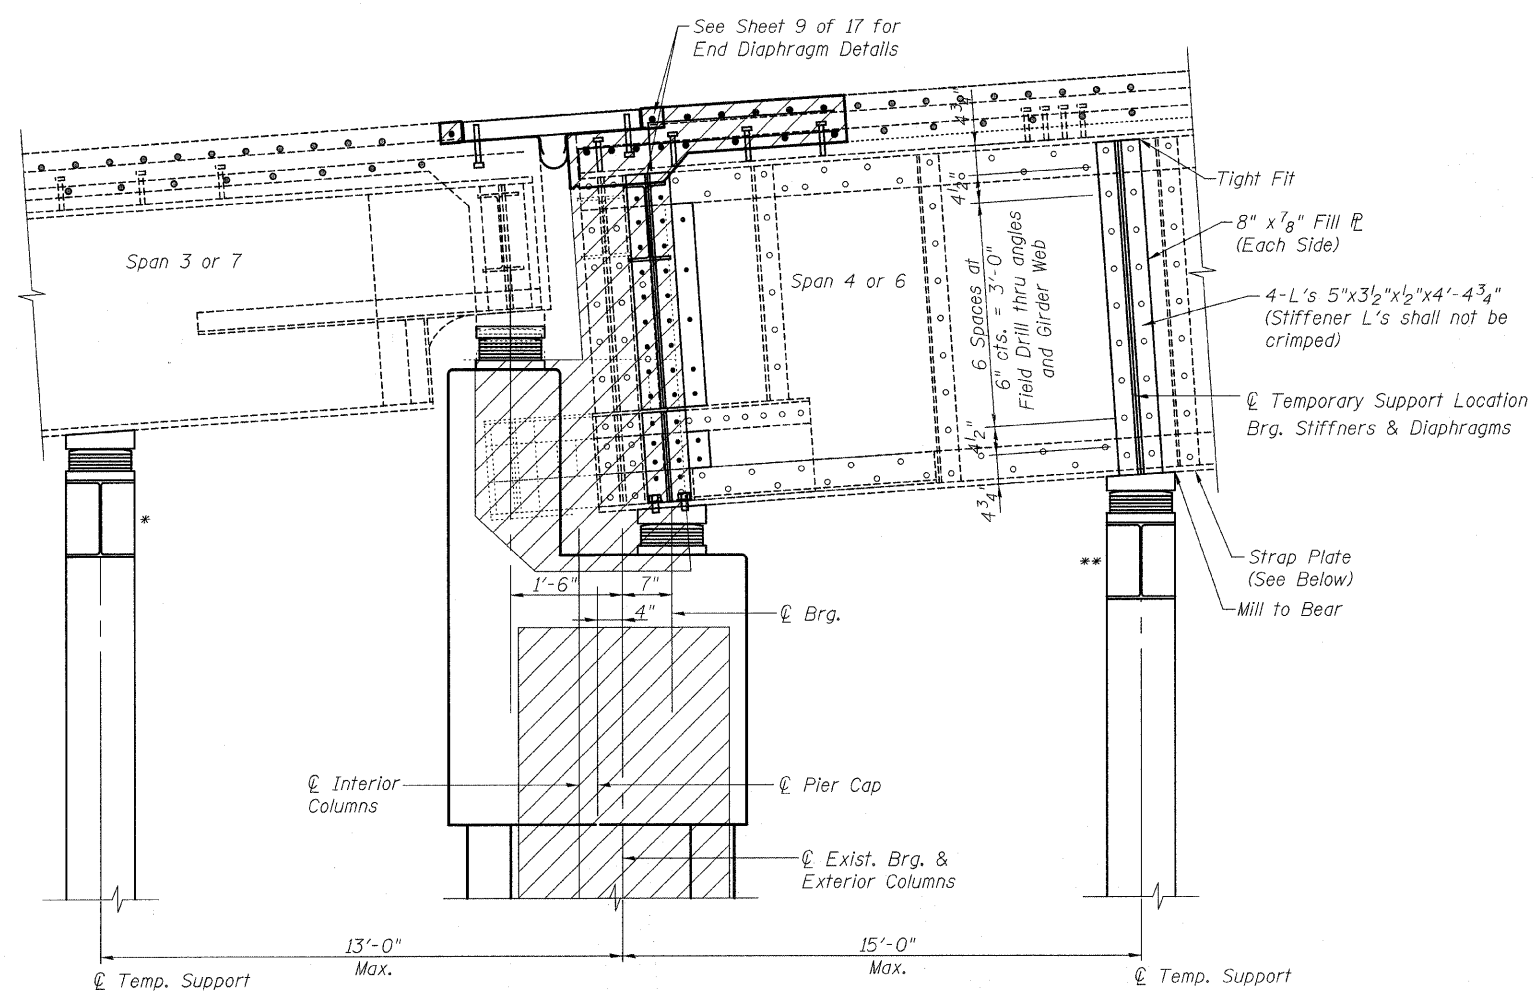 See Sheet 9 of 17 for
End Diaphragm Details
4 3/4"
Tight Fit
4 1/2"
8" x 7/8" Fill ℄
(Each Side)
Span 3 or 7
Span 4 or 6
6 Spaces at
6" cts. = 3'-0"
Field Drill thru angles
and Girder Web
4-L's 5"x3 1/2"x1/2"x4'-4 3/4"
(Stiffener L's shall not be
crimped)
℄ Temporary Support Location
Brg. Stiffners & Diaphragms
4 1/2"
4 3/4"
*
**
Strap Plate
(See Below)
Mill to Bear
1'-6"
7"
4"
℄ Brg.
℄ Interior
Columns
℄ Pier Cap
℄ Exist. Brg. &
Exterior Columns
13'-0"
Max.
15'-0"
Max.
℄ Temp. Support
℄ Temp. Support